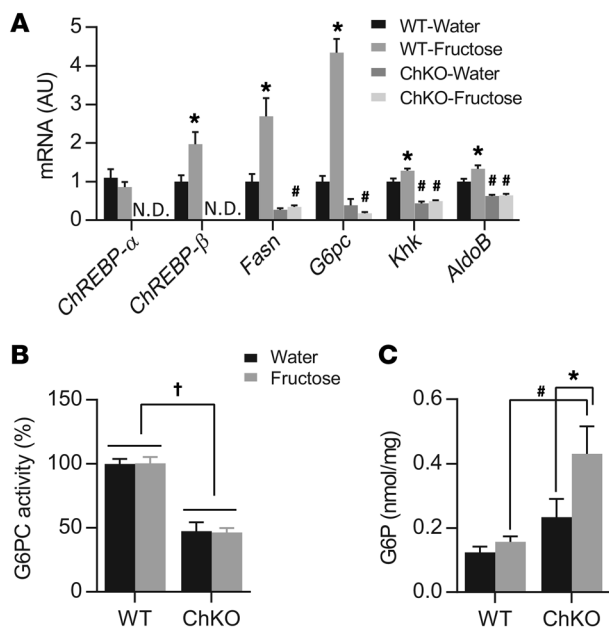 A
mRNA (AU)
5
4
3
2
1
0
WT-Water
WT-Fructose
ChKO-Water
ChKO-Fructose
*
*
*
*
*
#
#
# #
# #
N.D.
N.D.
ChREBP-α
ChREBP-β
Fasn
G6pc
Khk
AldoB
B
Water
Fructose
G6PC activity (%)
150
100
50
0
†
WT
ChKO
C
G6P (nmol/mg)
0.6
0.4
0.2
0.0
#
*
WT
ChKO